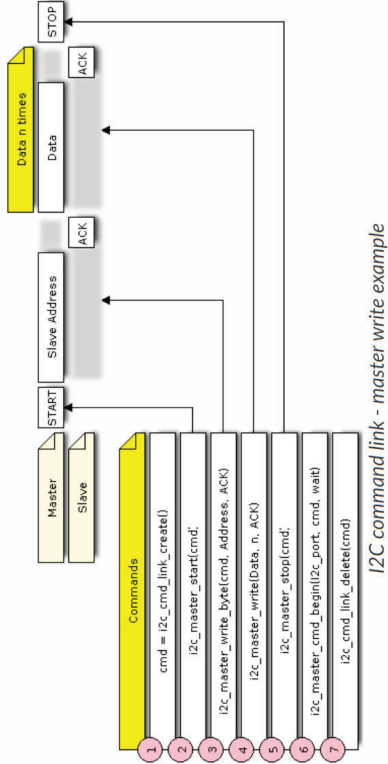 Data n times
Master
START
Slave Address
Data
STOP
Slave
ACK
ACK
Commands
1
cmd = i2c_cmd_link_create()
2
i2c_master_start(cmd)
3
i2c_master_write_byte(cmd, Address, ACK)
4
i2c_master_write(Data, n, ACK)
5
i2c_master_stop(cmd)
6
i2c_master_cmd_begin(I2c_port, cmd, wait)
7
i2c_cmd_link_delete(cmd)
I2C command link - master write example